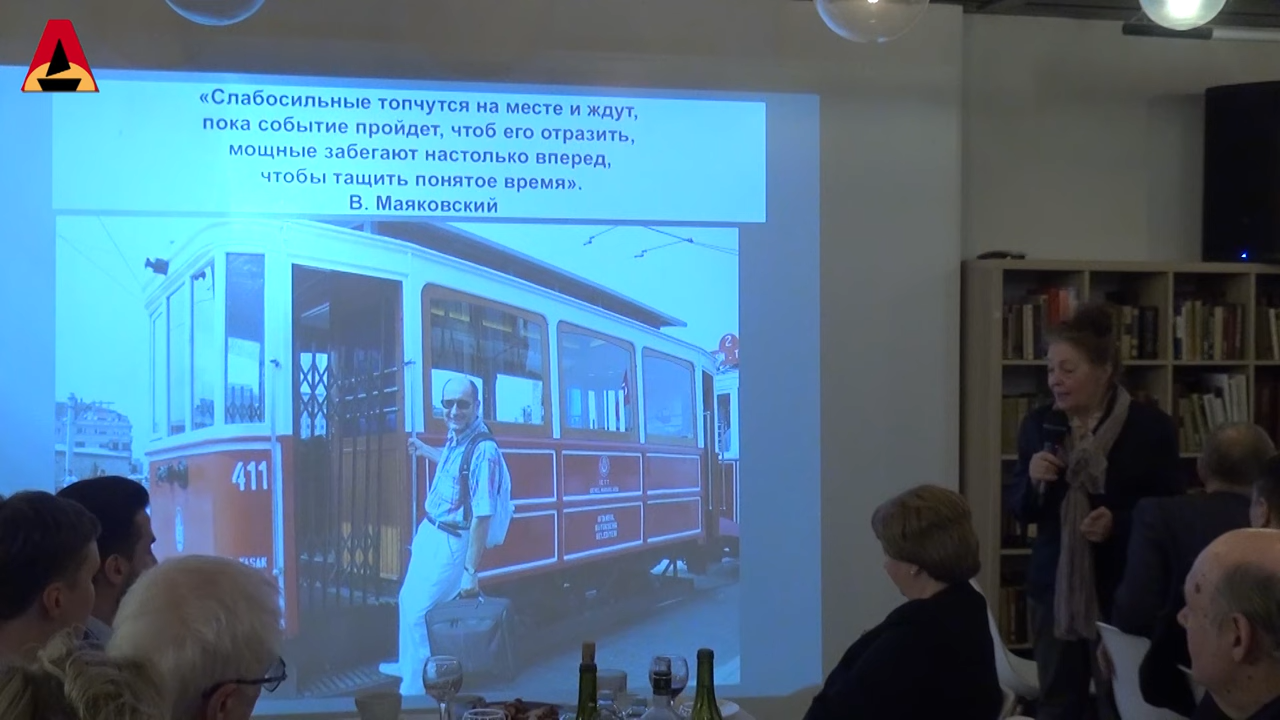 «Слабосильные топчутся на месте и ждут,
пока событие пройдет, чтоб его отразить,
мощные забегают настолько вперед,
чтобы тащить понятое время».
В. Маяковский
2
T
411